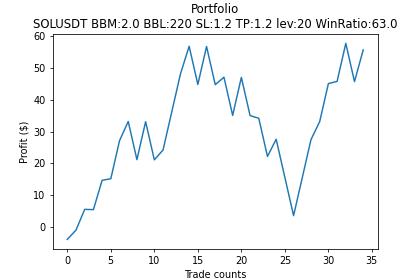 Portfolio
SOLUSDT BBM:2.0 BBL:220 SL:1.2 TP:1.2 lev:20 WinRatio:63.0
60
50
40
30
20
10
0
Profit ($)
0 5 10 15 20 25 30 35
Trade counts